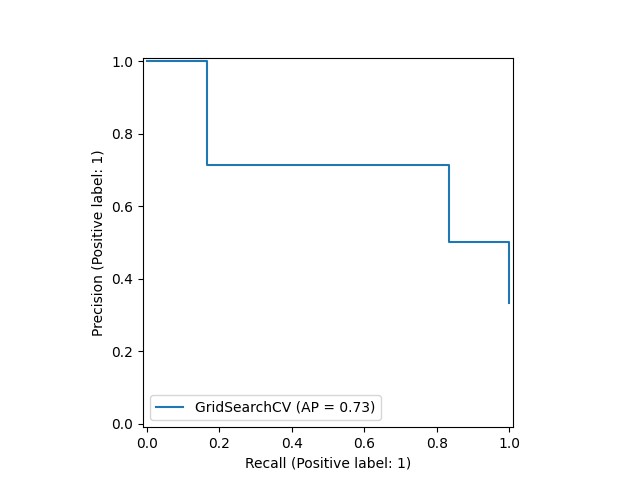 1.0
0.8
0.6
0.4
0.2
0.0
Precision (Positive label: 1)
GridSearchCV (AP = 0.73)
0.0 0.2 0.4 0.6 0.8 1.0
Recall (Positive label: 1)